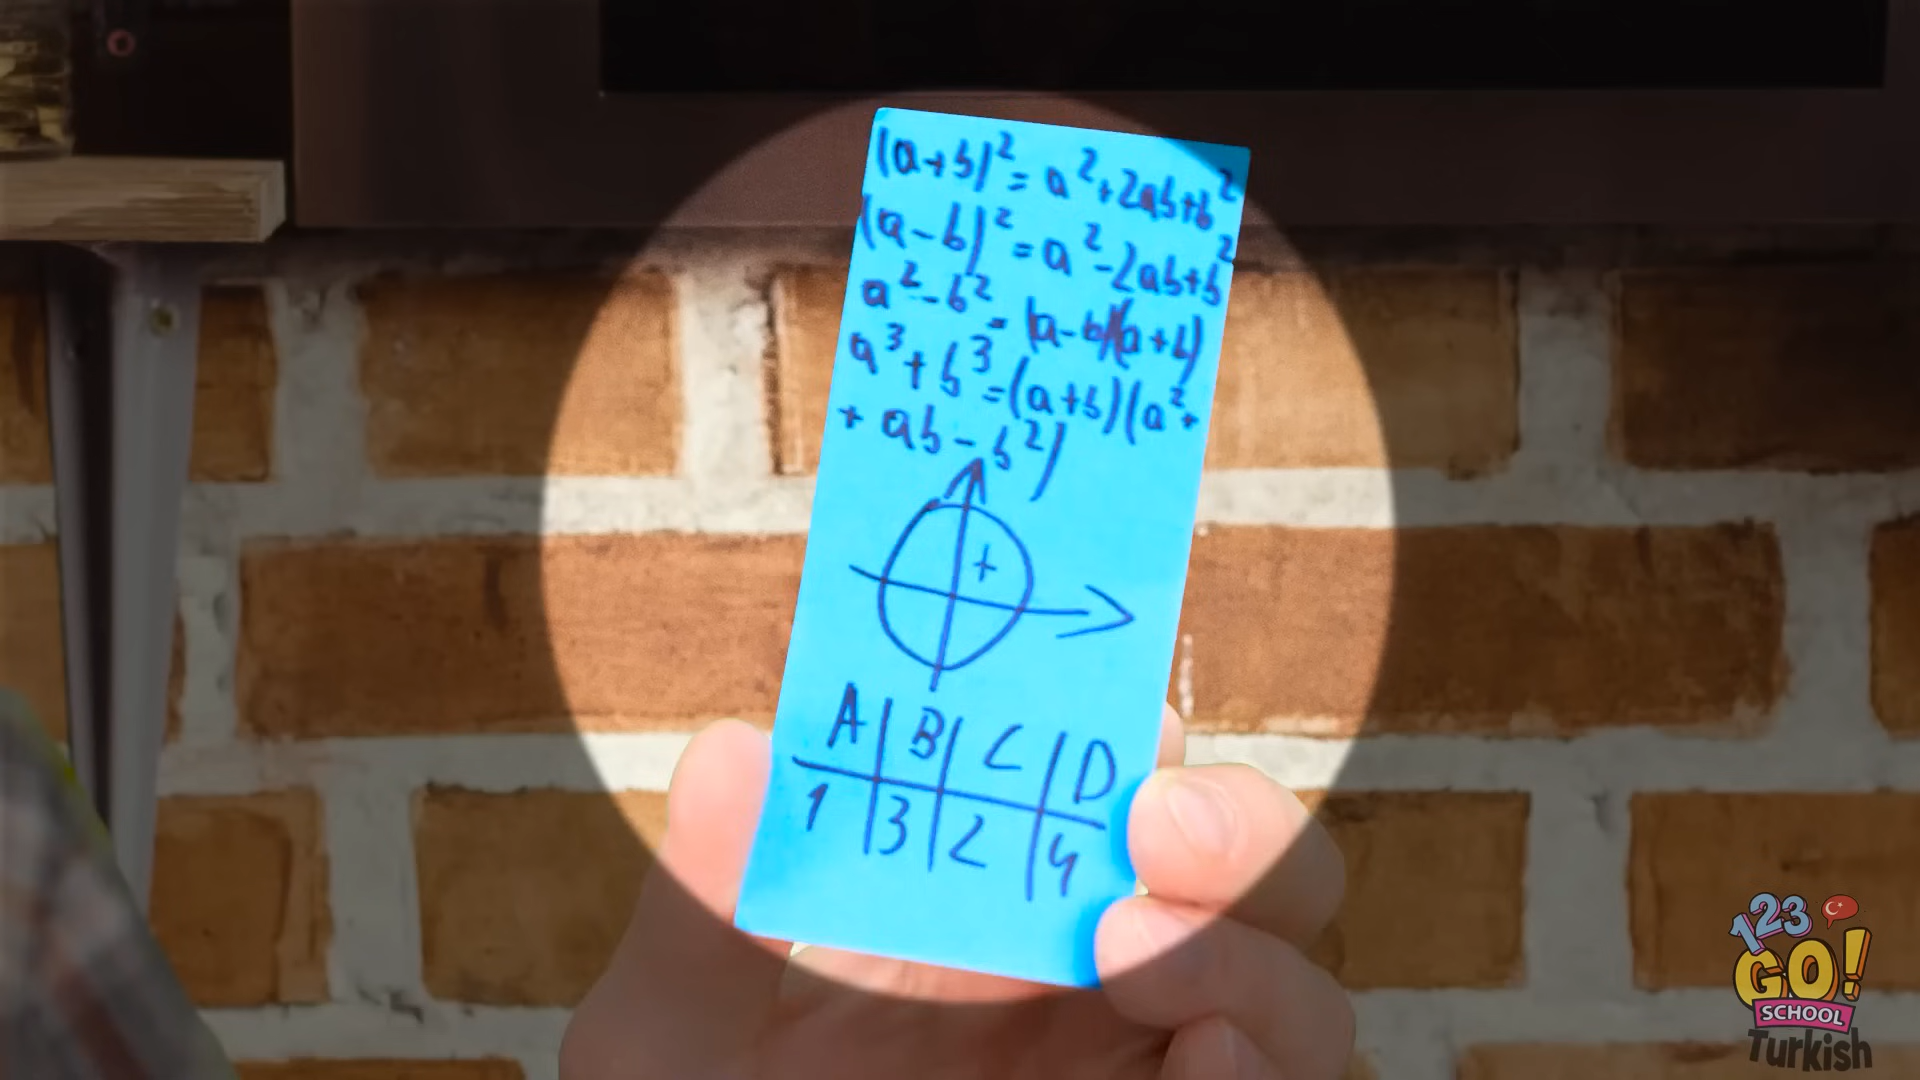 (a+b)² = a²+2ab+b²
(a-b)² = a²-2ab+b²
a²-b² = (a-b)(a+b)
a³+b³=(a+b)(a²+
+ab-b²)
+
A B C D
1 3 2 4
123
GO!
SCHOOL
Turkish